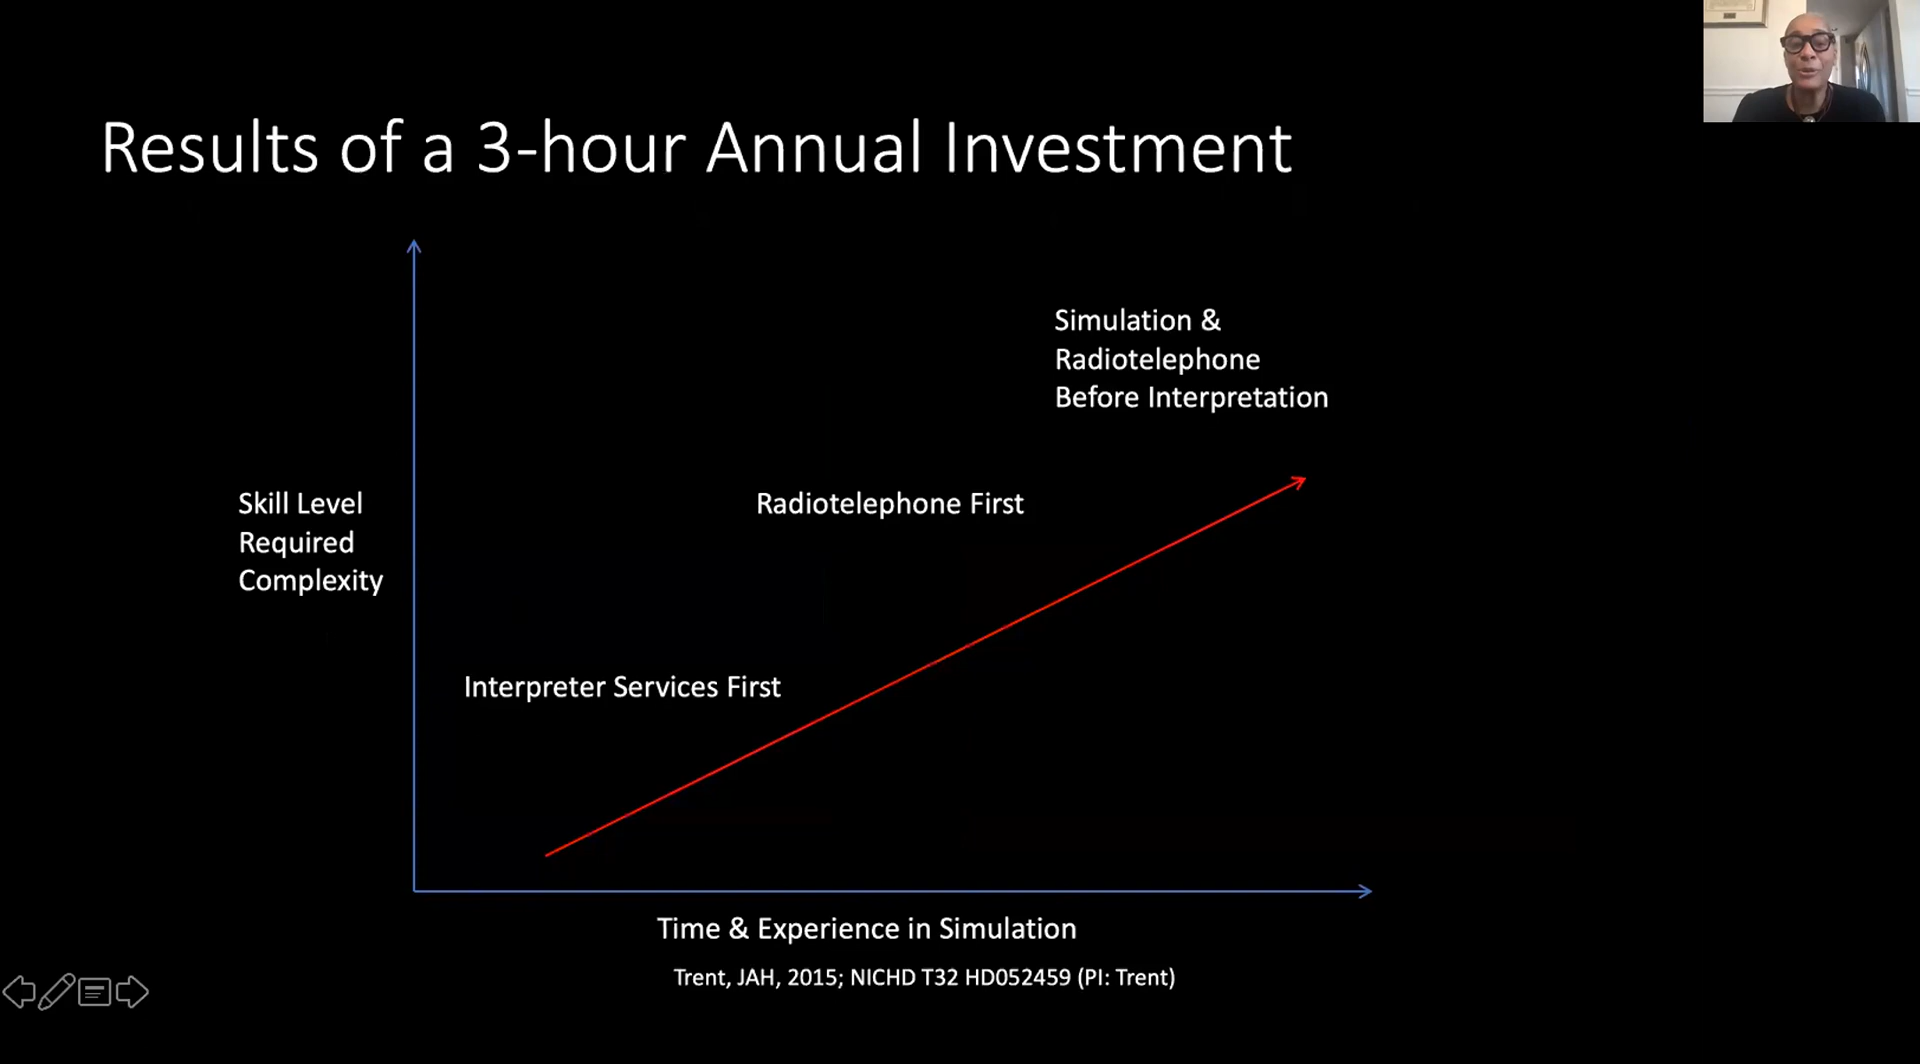 Results of a 3-hour Annual Investment
Simulation &
Radiotelephone
Before Interpretation
Skill Level
Required
Complexity
Radiotelephone First
Interpreter Services First
Time & Experience in Simulation
Trent, JAH, 2015; NICHD T32 HD052459 (PI: Trent)